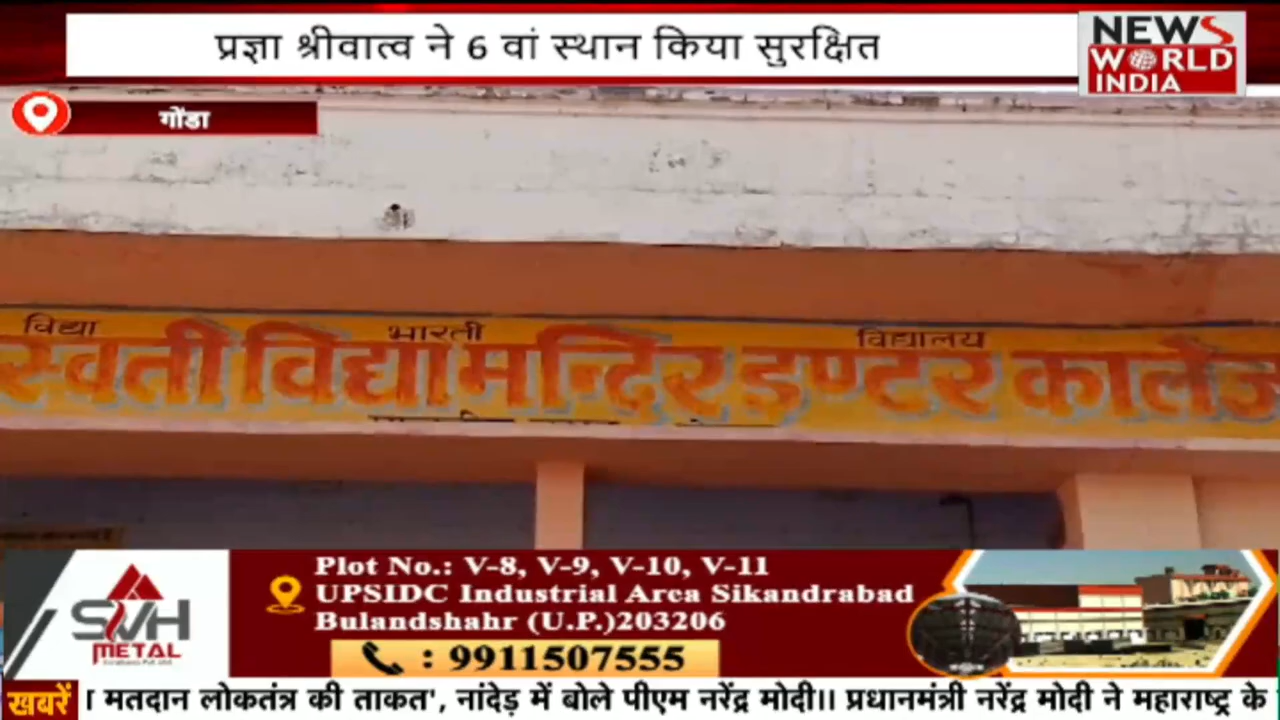 प्रज्ञा श्रीवात्व ने 6 वां स्थान किया सुरक्षित
NEWS
WORLD
INDIA
गोंडा
विद्या भारती विद्यालय
स्वती विद्या मन्दिर इण्टर कालेज
SVH
METAL
Plot No.: V-8, V-9, V-10, V-11
UPSIDC Industrial Area Sikandrabad
Bulandshahr (U.P.)203206
: 9911507555
खबरें
। मतदान लोकतंत्र की ताकत', नांदेड़ में बोले पीएम नरेंद्र मोदी।। प्रधानमंत्री नरेंद्र मोदी ने महाराष्ट्र के